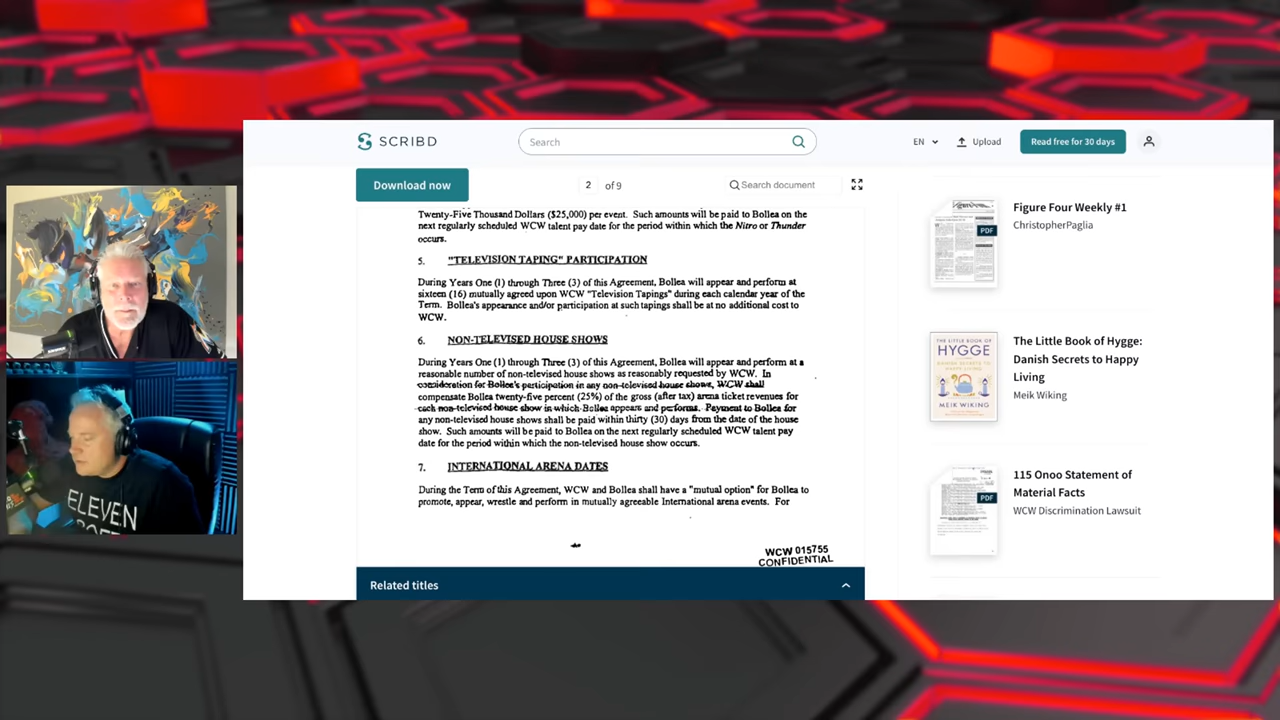 SCRIBD
Search
EN
Upload
Read free for 30 days
Download now
2 of 9
Search document
Twenty-Five Thousand Dollars ($25,000) per event. Such amounts will be paid to Bollea on the
next regularly scheduled WCW talent pay date for the period within which the Nitro or Thunder
occurs.
5. "TELEVISION TAPING" PARTICIPATION
During Years One (1) through Three (3) of this Agreement, Bollea will appear and perform at
sixteen (16) mutually agreed upon WCW "Television Tapings" during each calendar year of the
Term. Bollea's appearance and/or participation at such tapings shall be at no additional cost to
WCW.
6. NON-TELEVISED HOUSE SHOWS
During Years One (1) through Three (3) of this Agreement, Bollea will appear and perform at a
reasonable number of non-televised house shows as reasonably requested by WCW. In
consideration for Bollea's participation in any non-televised house shows, WCW shall
compensate Bollea twenty-five percent (25%) of the gross (after tax) arena ticket revenues for
each non-televised house show in which Bollea appears and performs. Payment to Bollea for
any non-televised house shows shall be paid within thirty (30) days from the date of the house
show. Such amounts will be paid to Bollea on the next regularly scheduled WCW talent pay
date for the period within which the non-televised house show occurs.
7. INTERNATIONAL ARENA DATES
During the Term of this Agreement, WCW and Bollea shall have a "mutual option" for Bollea to
promote, appear, wrestle and perform in mutually agreeable International arena events. For
WCW 015755
CONFIDENTIAL
Related titles
PDF
Figure Four Weekly #1
ChristopherPaglia
THE LITTLE BOOK OF
HYGGE
MEIK WIKING
The Little Book of Hygge:
Danish Secrets to Happy
Living
Meik Wiking
PDF
115 Onoo Statement of
Material Facts
WCW Discrimination Lawsuit
ELEVEN